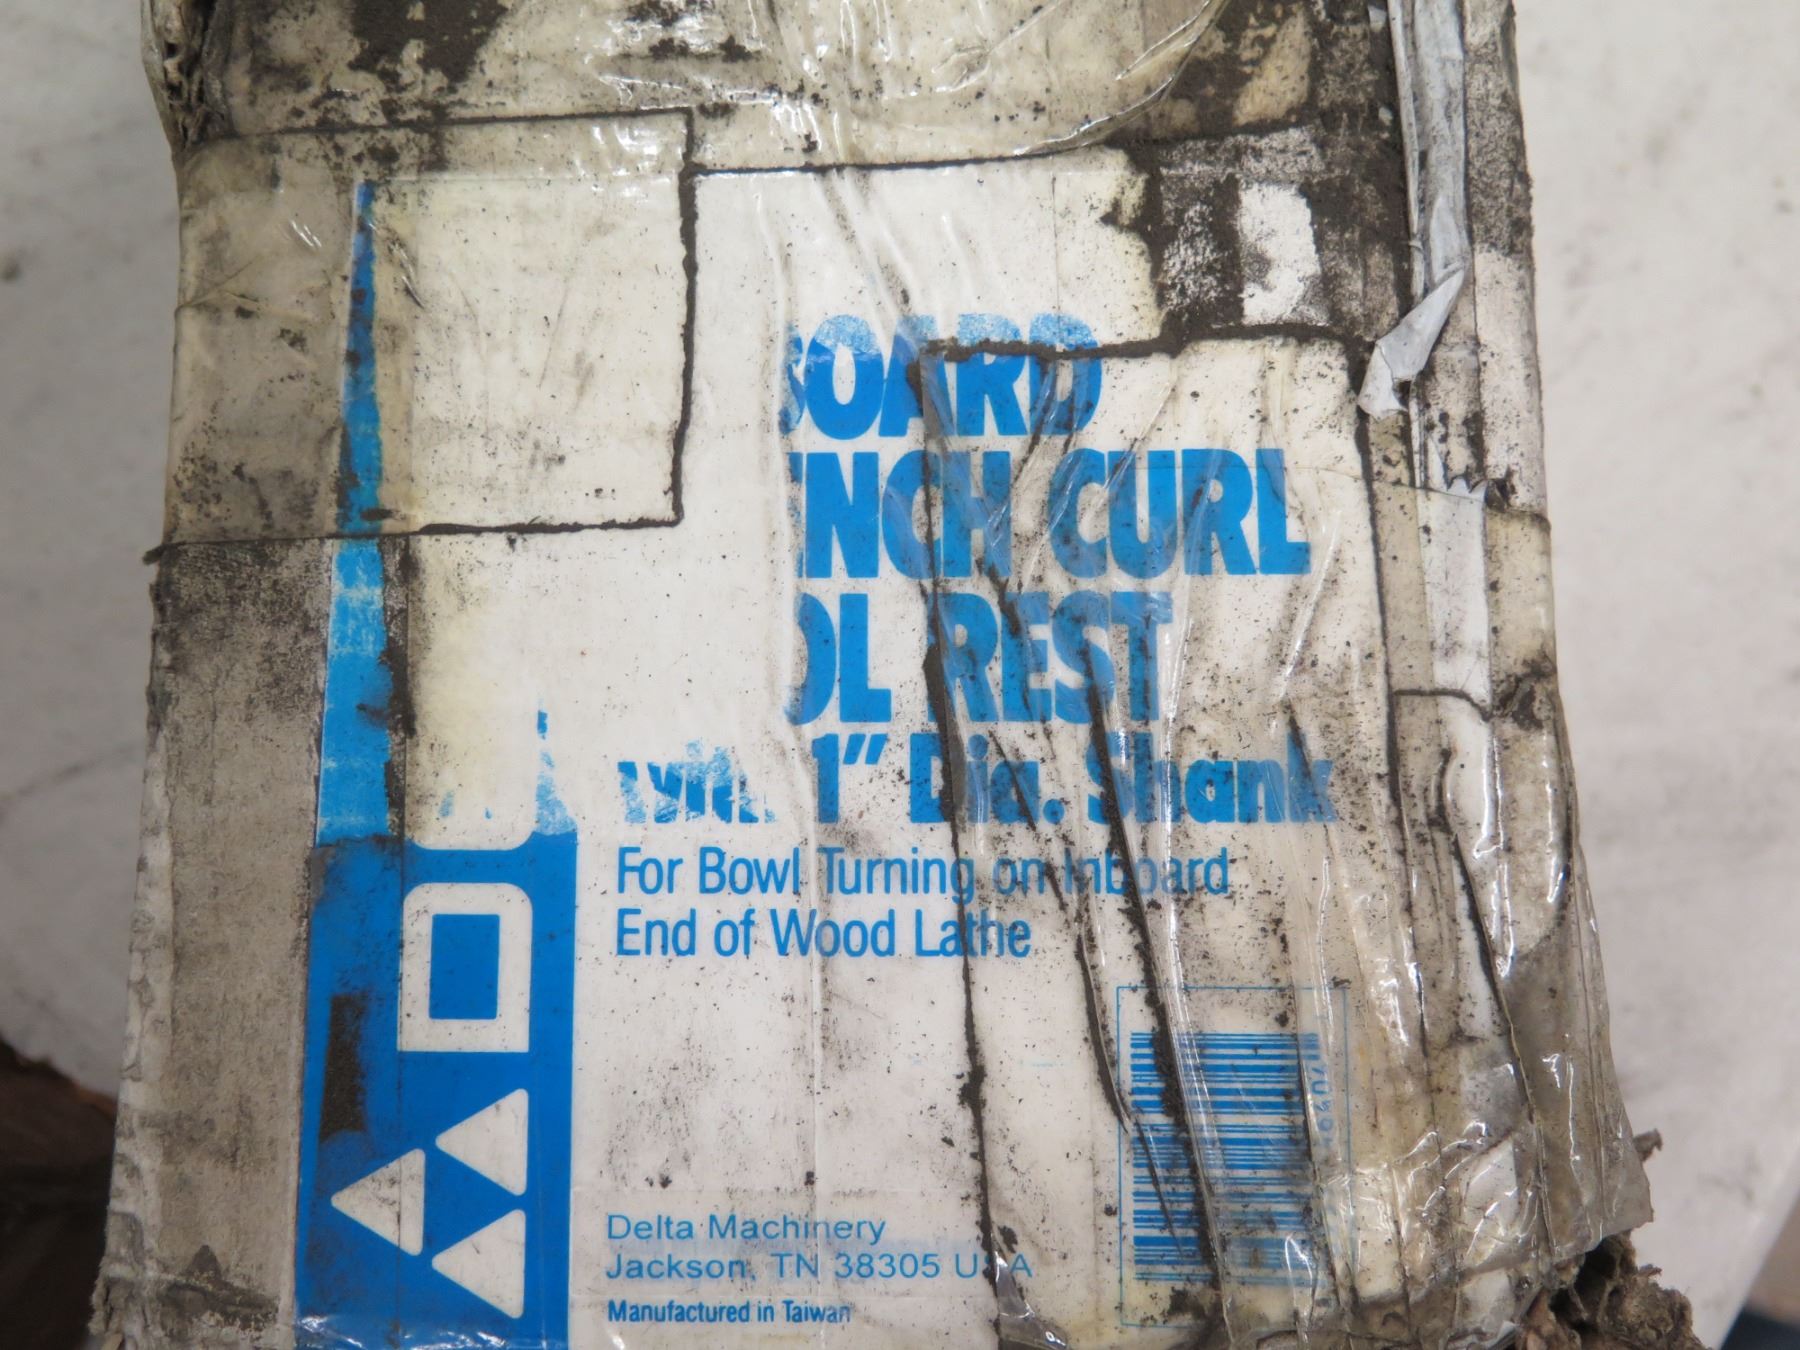 OARD
NCH CURL
OL REST
with 1" Dia. Shank
For Bowl Turning on Inboard
End of Wood Lathe
Delta Machinery
Jackson, TN 38305 USA
Manufactured in Taiwan